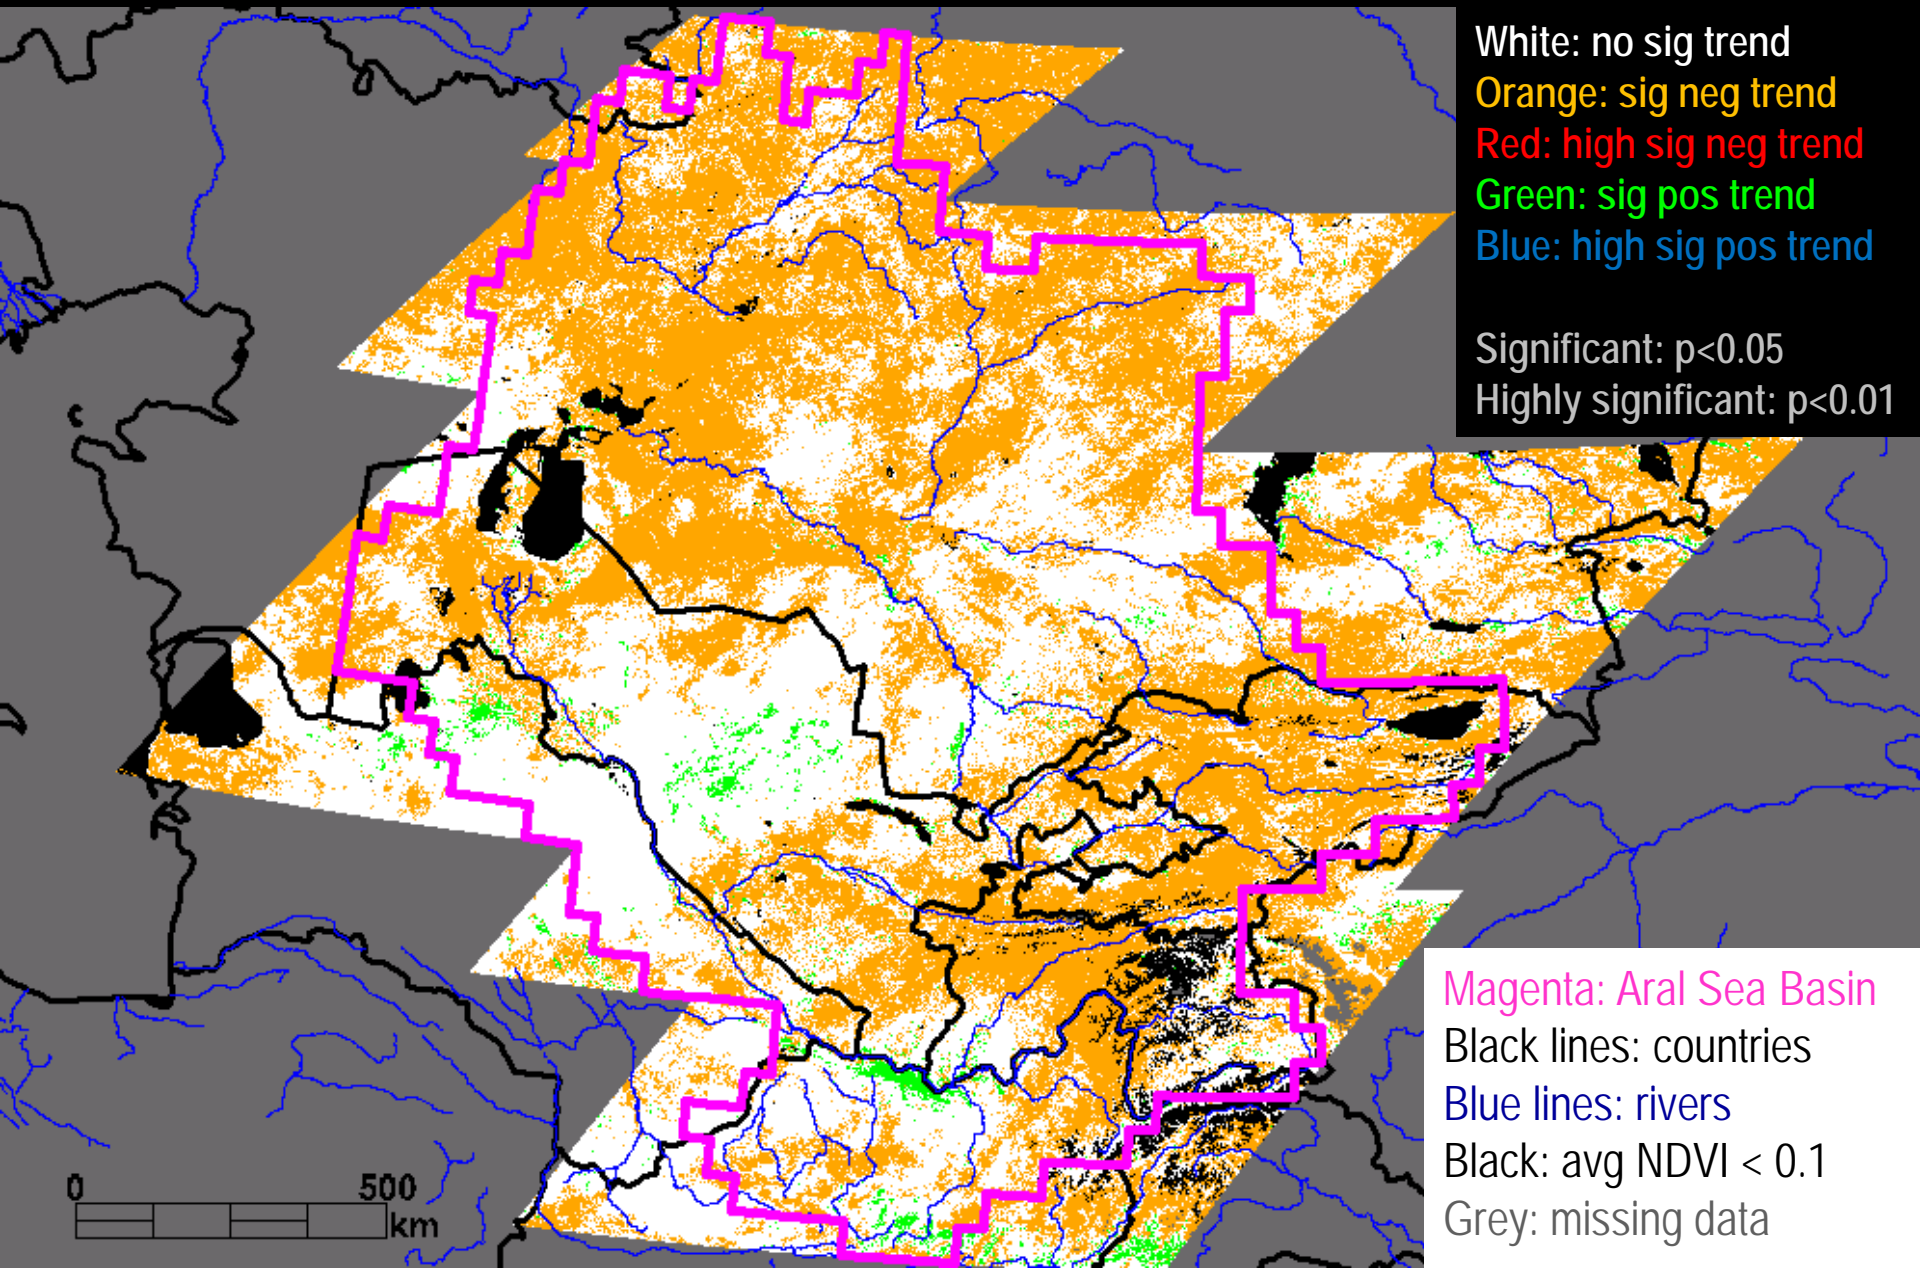 White: no sig trend
Orange: sig neg trend
Red: high sig neg trend
Green: sig pos trend
Blue: high sig pos trend
Significant: p<0.05
Highly significant: p<0.01
Magenta: Aral Sea Basin
Black lines: countries
Blue lines: rivers
Black: avg NDVI < 0.1
Grey: missing data
0 500
km